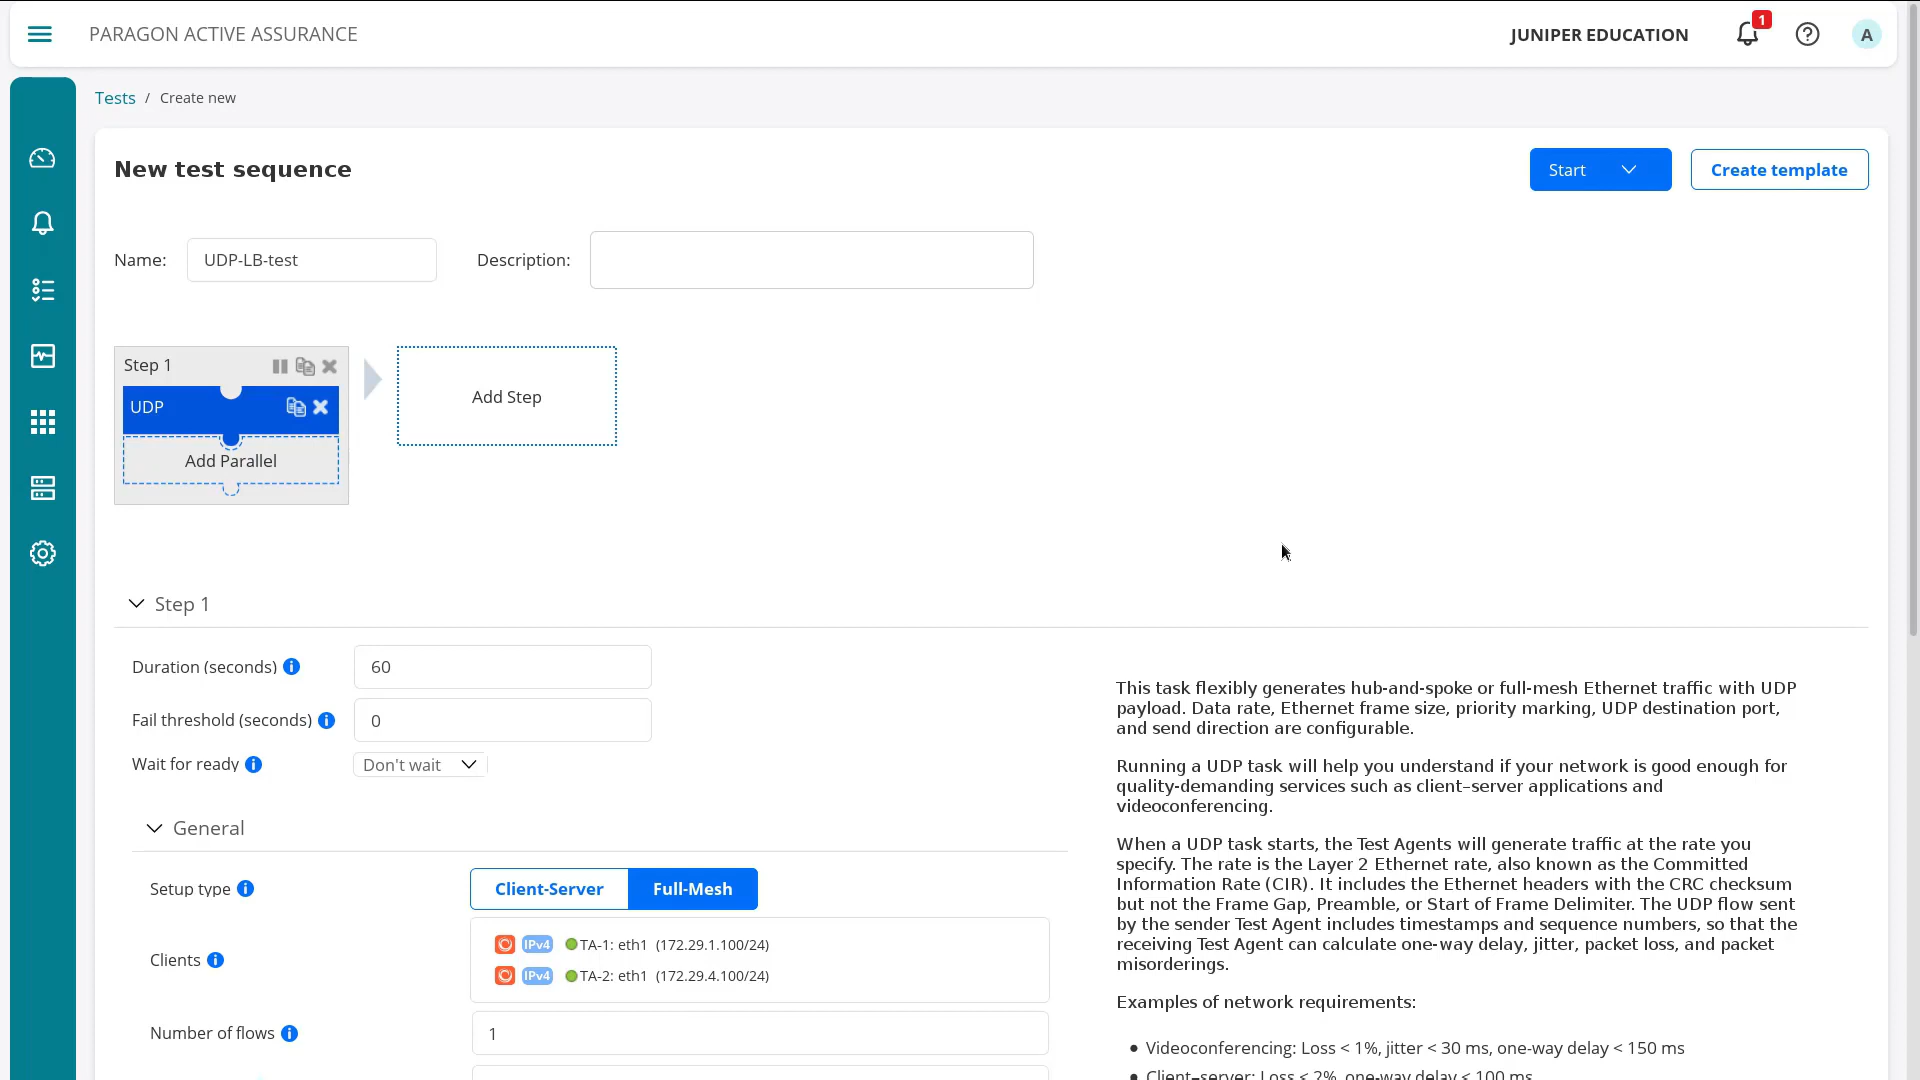 PARAGON ACTIVE ASSURANCE
JUNIPER EDUCATION
1
A
Tests / Create new
New test sequence
Start
Create template
Name:
UDP-LB-test
Description:
Step 1
UDP
Add Parallel
Add Step
Step 1
Duration (seconds)
60
Fail threshold (seconds)
0
Wait for ready
Don't wait
General
Setup type
Client-Server
Full-Mesh
Clients
IPv4 TA-1: eth1 (172.29.1.100/24)
IPv4 TA-2: eth1 (172.29.4.100/24)
Number of flows
1
This task flexibly generates hub-and-spoke or full-mesh Ethernet traffic with UDP
payload. Data rate, Ethernet frame size, priority marking, UDP destination port,
and send direction are configurable.
Running a UDP task will help you understand if your network is good enough for
quality-demanding services such as client–server applications and
videoconferencing.
When a UDP task starts, the Test Agents will generate traffic at the rate you
specify. The rate is the Layer 2 Ethernet rate, also known as the Committed
Information Rate (CIR). It includes the Ethernet headers with the CRC checksum
but not the Frame Gap, Preamble, or Start of Frame Delimiter. The UDP flow sent
by the sender Test Agent includes timestamps and sequence numbers, so that the
receiving Test Agent can calculate one-way delay, jitter, packet loss, and packet
misorderings.
Examples of network requirements:
• Videoconferencing: Loss < 1%, jitter < 30 ms, one-way delay < 150 ms
• Client–server: Loss < 2%, one-way delay < 100 ms